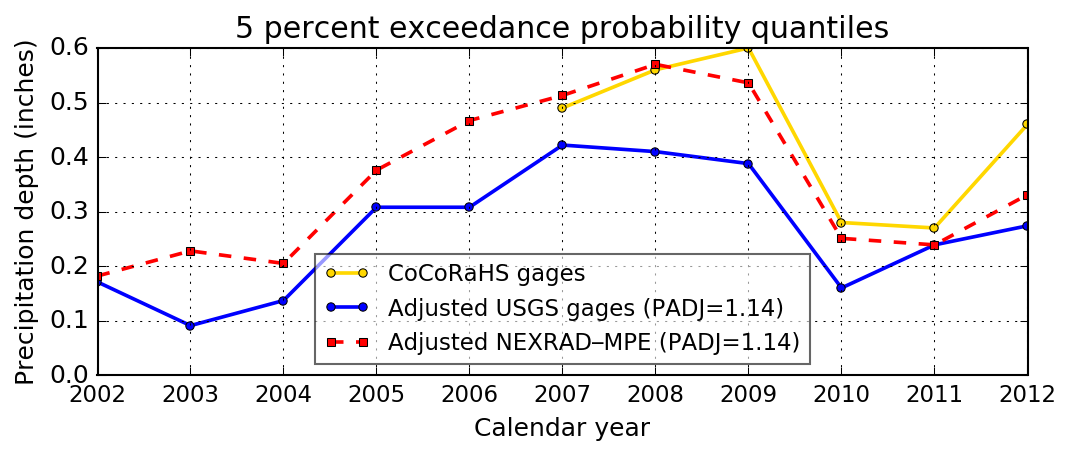 5 percent exceedance probability quantiles
Precipitation depth (inches)
0.6
0.5
0.4
0.3
0.2
0.1
0.0
CoCoRaHS gages
Adjusted USGS gages (PADJ=1.14)
Adjusted NEXRAD–MPE (PADJ=1.14)
2002 2003 2004 2005 2006 2007 2008 2009 2010 2011 2012
Calendar year